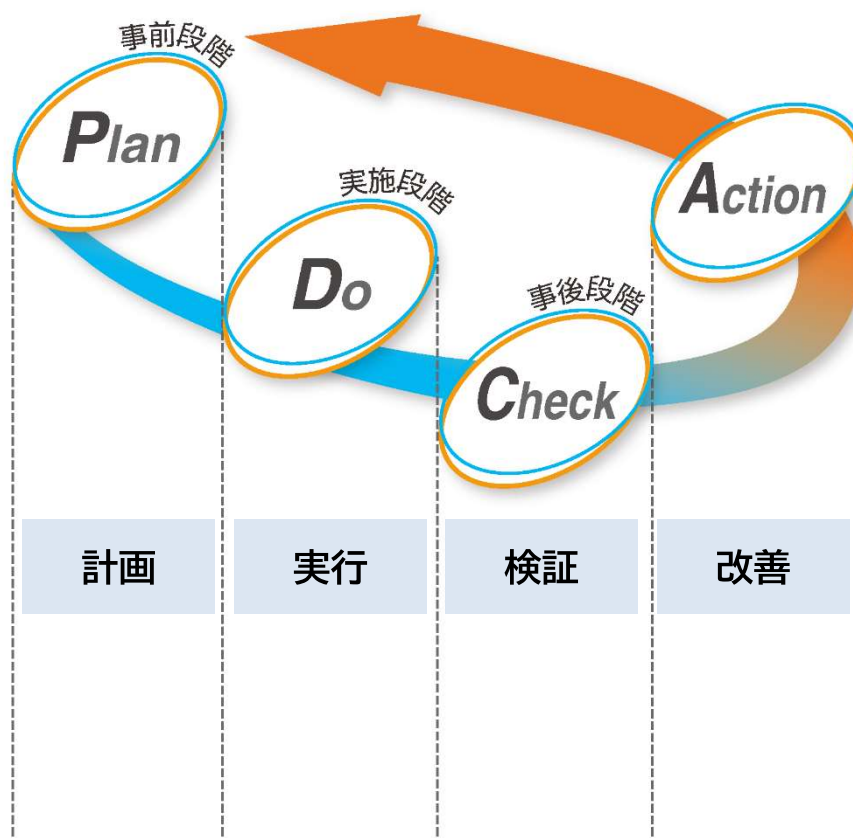 事前段階
Plan
実施段階
Do
事後段階
Check
Action
計画
実行
検証
改善